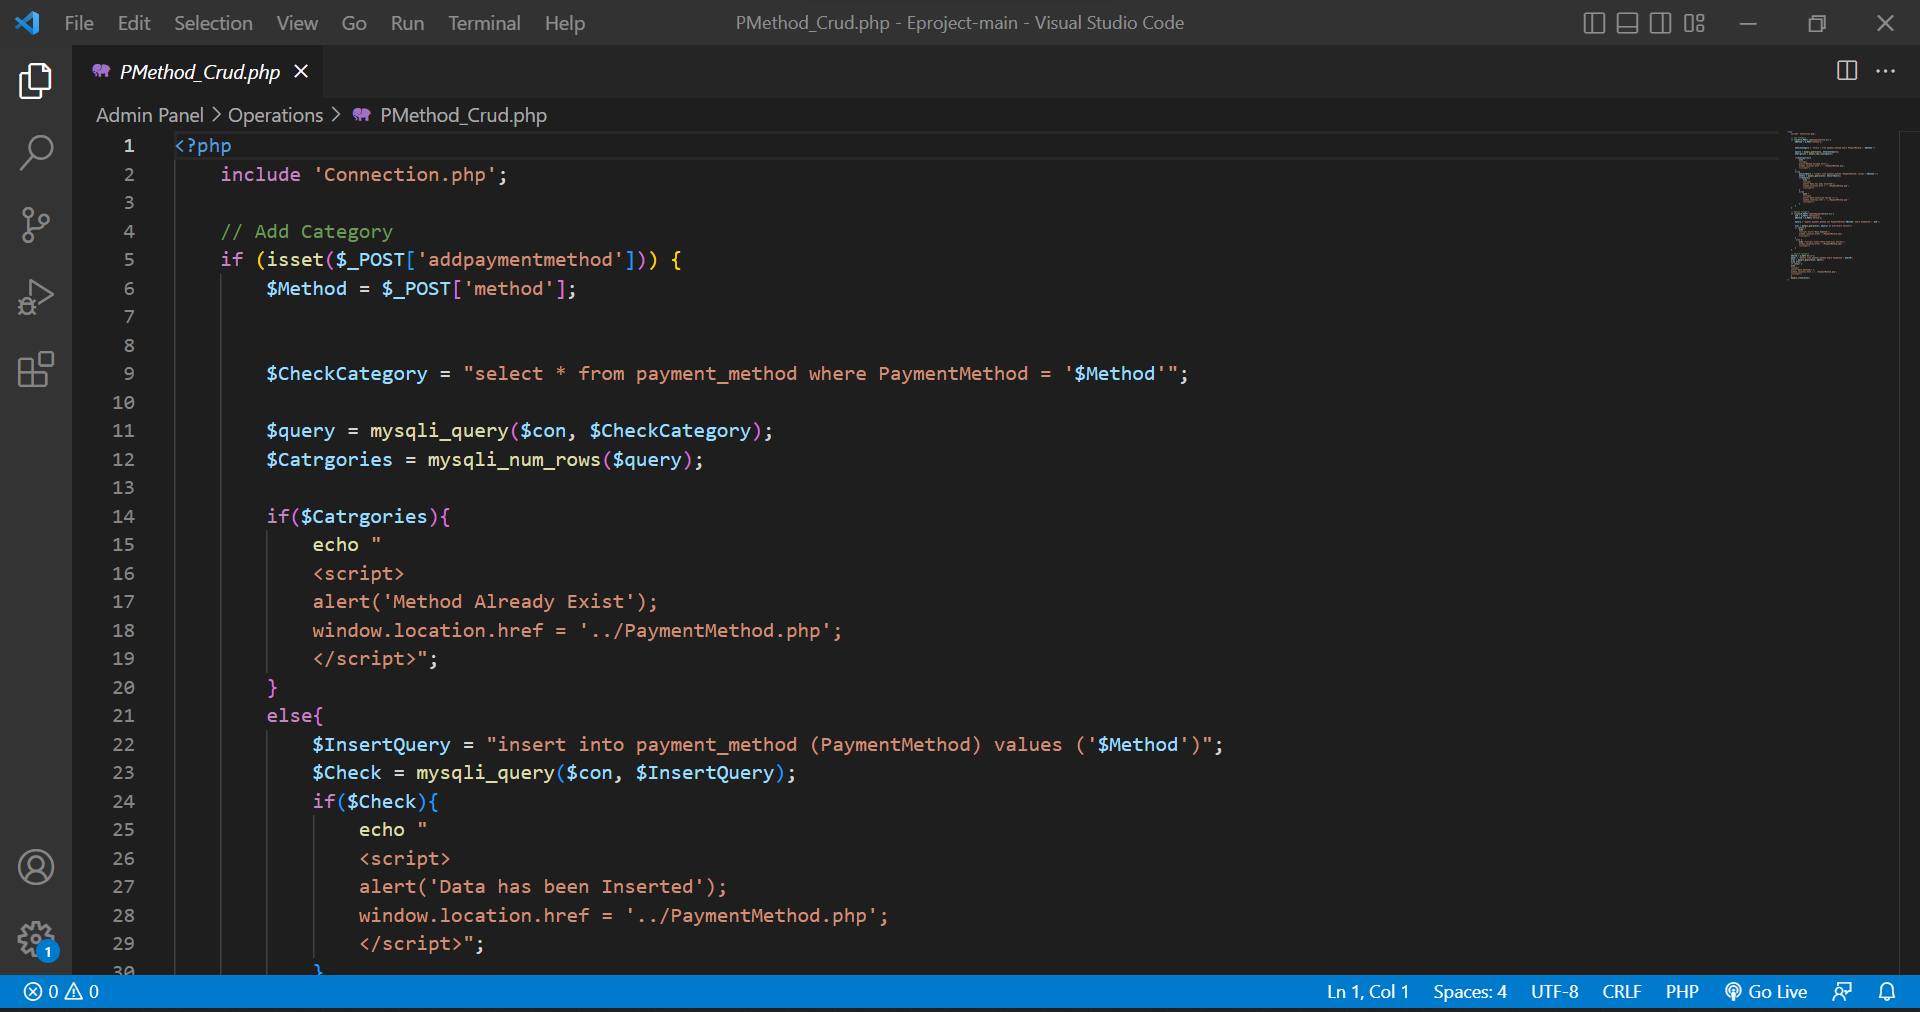 File Edit Selection View Go Run Terminal Help PMethod_Crud.php - Eproject-main - Visual Studio Code
PMethod_Crud.php
Admin Panel > Operations > PMethod_Crud.php
1 <?php
2 include 'Connection.php';
3
4 // Add Category
5 if (isset($_POST['addpaymentmethod'])) {
6 $Method = $_POST['method'];
7
8
9 $CheckCategory = "select * from payment_method where PaymentMethod = '$Method'";
10
11 $query = mysqli_query($con, $CheckCategory);
12 $Catrgories = mysqli_num_rows($query);
13
14 if($Catrgories){
15 echo "
16 <script>
17 alert('Method Already Exist');
18 window.location.href = '../PaymentMethod.php';
19 </script>";
20 }
21 else{
22 $InsertQuery = "insert into payment_method (PaymentMethod) values ('$Method')";
23 $Check = mysqli_query($con, $InsertQuery);
24 if($Check){
25 echo "
26 <script>
27 alert('Data has been Inserted');
28 window.location.href = '../PaymentMethod.php';
29 </script>";
30 }
1
0 0 Ln 1, Col 1 Spaces: 4 UTF-8 CRLF PHP Go Live